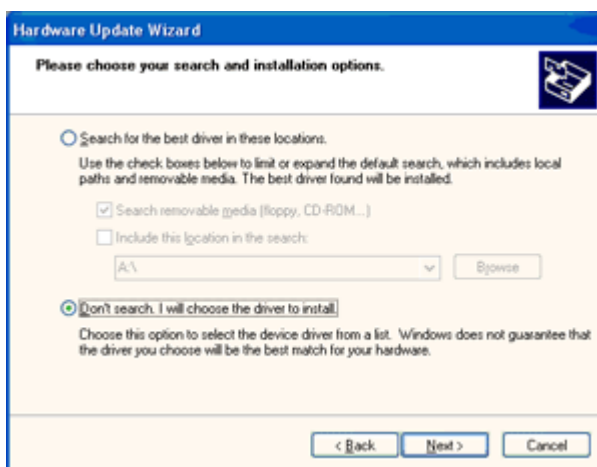 Hardware Update Wizard
Please choose your search and installation options.
Search for the best driver in these locations.
Use the check boxes below to limit or expand the default search, which includes local
paths and removable media. The best driver found will be installed.
Search removable media (floppy, CD-ROM...)
Include this location in the search:
A:\
Browse
Don't search. I will choose the driver to install.
Choose this option to select the device driver from a list. Windows does not guarantee that
the driver you choose will be the best match for your hardware.
< Back Next > Cancel